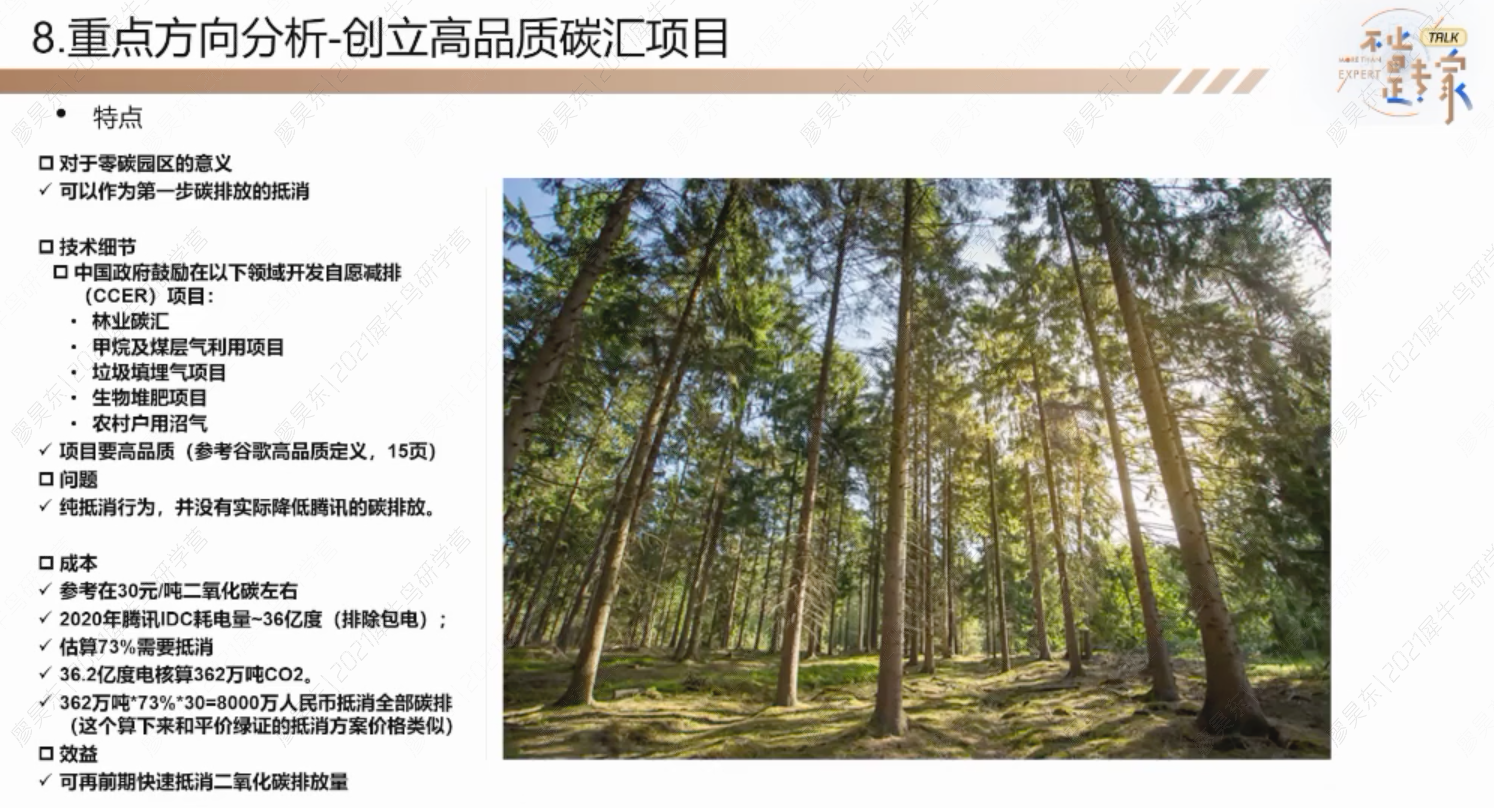 8.重点方向分析-创立高品质碳汇项目
不止
TALK
MORE THAN
是专家
EXPERT
• 特点
对于零碳园区的意义
✓ 可以作为第一步碳排放的抵消
技术细节
中国政府鼓励在以下领域开发自愿减排
（CCER）项目：
• 林业碳汇
• 甲烷及煤层气利用项目
• 垃圾填埋气项目
• 生物堆肥项目
• 农村户用沼气
✓ 项目要高品质（参考谷歌高品质定义，15页）
问题
✓ 纯抵消行为，并没有实际降低腾讯的碳排放。
成本
✓ 参考在30元/吨二氧化碳左右
✓ 2020年腾讯IDC耗电量~36亿度（排除包电）；
✓ 估算73%需要抵消
✓ 36.2亿度电核算362万吨CO2。
✓ 362万吨*73%*30=8000万人民币抵消全部碳排
（这个算下来和平价绿证的抵消方案价格类似）
效益
✓ 可再前期快速抵消二氧化碳排放量
廖昊东|2021犀牛鸟研学营